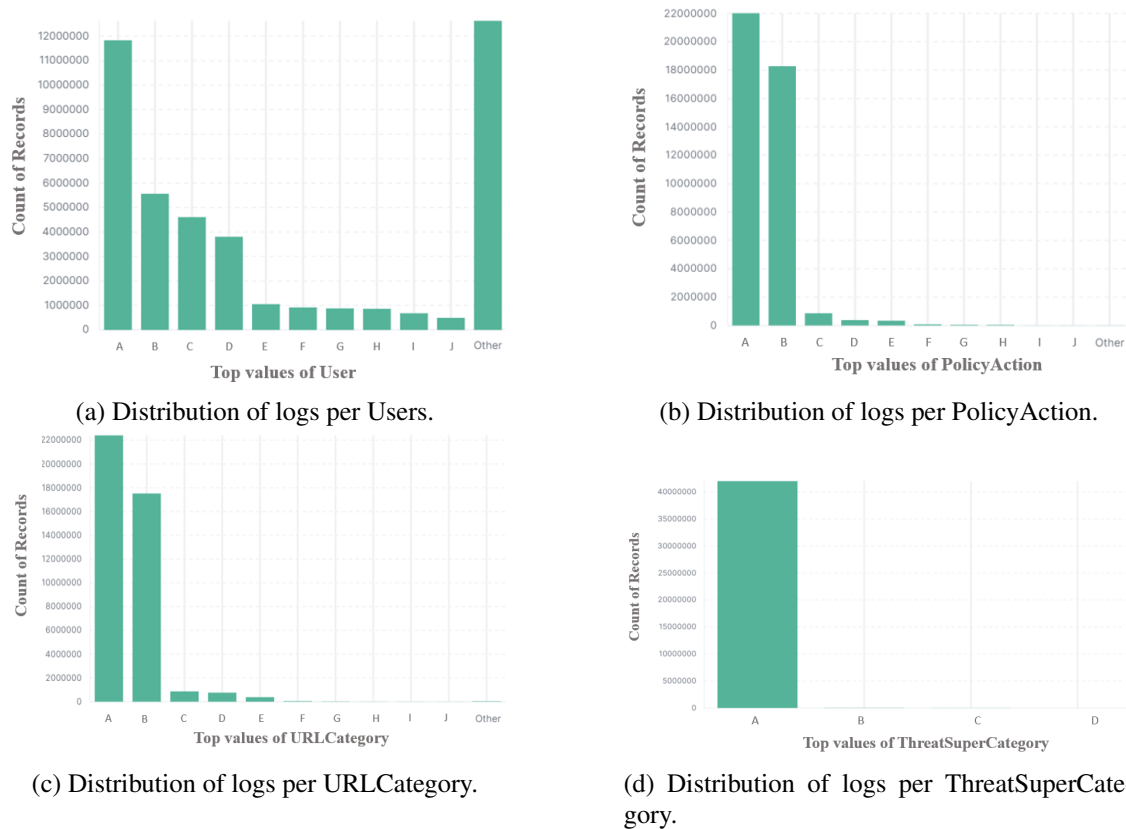 12000000
11000000
10000000
9000000
8000000
7000000
6000000
5000000
4000000
3000000
2000000
1000000
0
Count of Records
A B C D E F G H I J Other
Top values of User
(a) Distribution of logs per Users.
22000000
20000000
18000000
16000000
14000000
12000000
10000000
8000000
6000000
4000000
2000000
0
Count of Records
A B C D E F G H I J Other
Top values of PolicyAction
(b) Distribution of logs per PolicyAction.
22000000
20000000
18000000
16000000
14000000
12000000
10000000
8000000
6000000
4000000
2000000
0
Count of Records
A B C D E F G H I J Other
Top values of URLCategory
(c) Distribution of logs per URLCategory.
40000000
35000000
30000000
25000000
20000000
15000000
10000000
5000000
0
Count of Records
A B C D
Top values of ThreatSuperCategory
(d) Distribution of logs per ThreatSuperCate
gory.